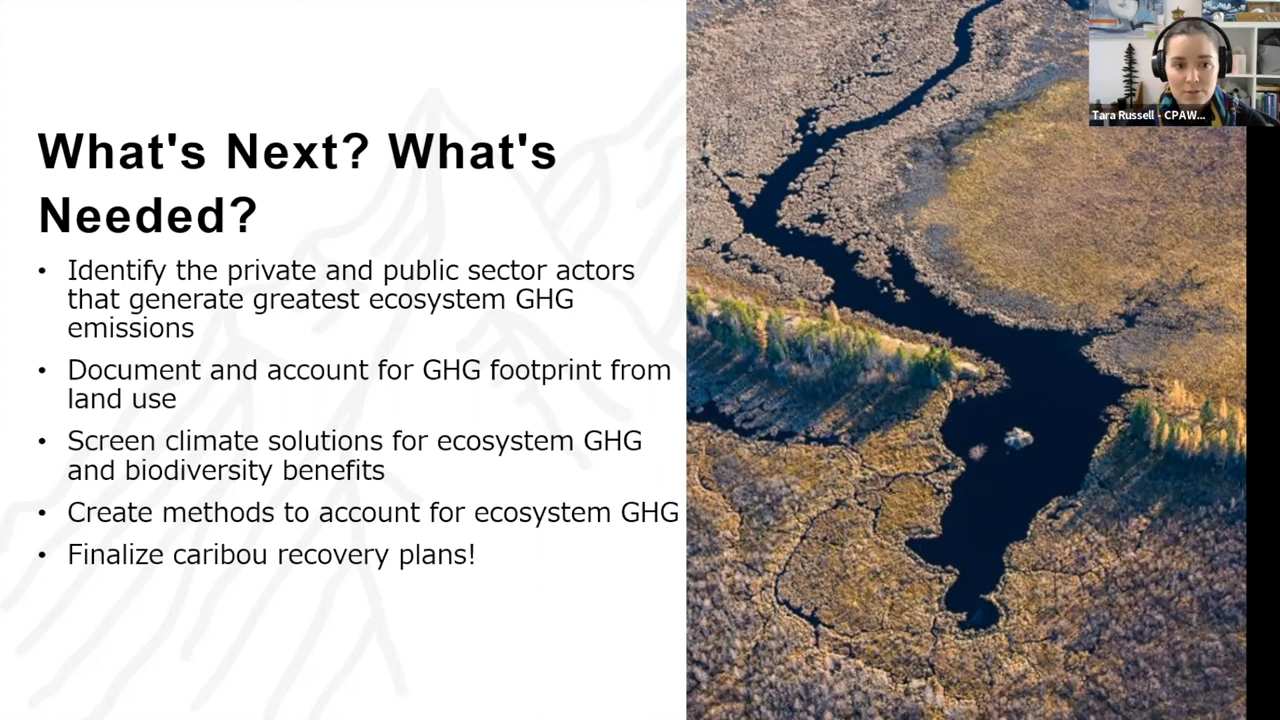 What's Next? What's
Needed?
• Identify the private and public sector actors
that generate greatest ecosystem GHG
emissions
• Document and account for GHG footprint from
land use
• Screen climate solutions for ecosystem GHG
and biodiversity benefits
• Create methods to account for ecosystem GHG
• Finalize caribou recovery plans!
Tara Russell - CPAW...